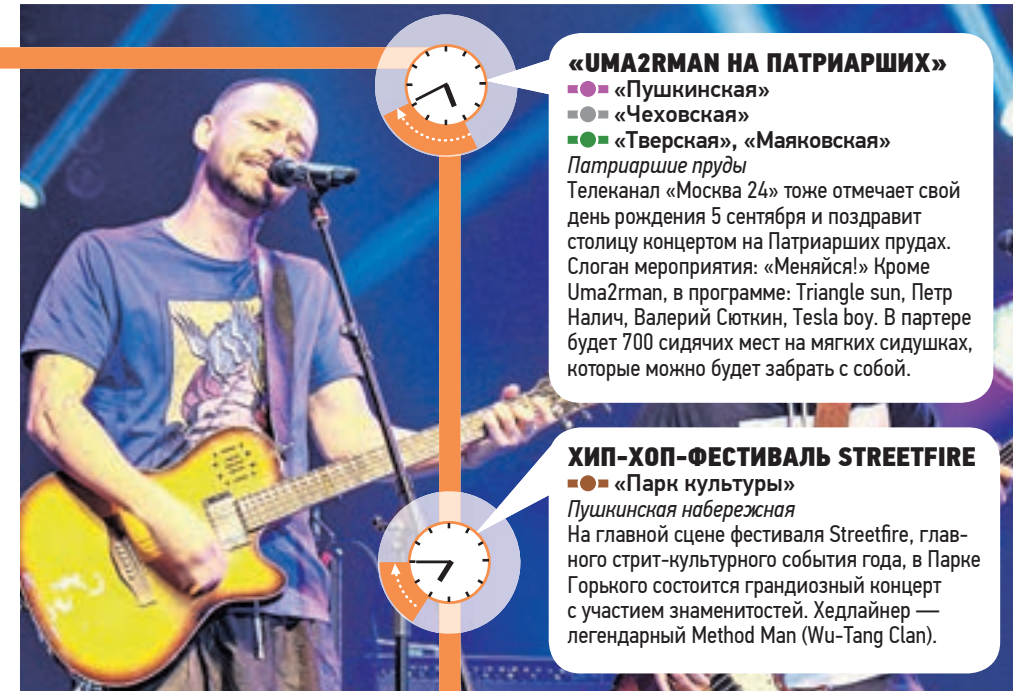 «UMA2RMAN НА ПАТРИАРШИХ»
«Пушкинская»
«Чеховская»
«Тверская», «Маяковская»
Патриаршие пруды
Телеканал «Москва 24» тоже отмечает свой
день рождения 5 сентября и поздравит
столицу концертом на Патриарших прудах.
Слоган мероприятия: «Меняйся!» Кроме
Uma2rman, в программе: Triangle sun, Петр
Налич, Валерий Сюткин, Tesla boy. В партере
будет 700 сидячих мест на мягких сидушках,
которые можно будет забрать с собой.
ХИП-ХОП-ФЕСТИВАЛЬ STREETFIRE
«Парк культуры»
Пушкинская набережная
На главной сцене фестиваля Streetfire, глав-
ного стрит-культурного события года, в Парке
Горького состоится грандиозный концерт
с участием знаменитостей. Хедлайнер —
легендарный Method Man (Wu-Tang Clan).